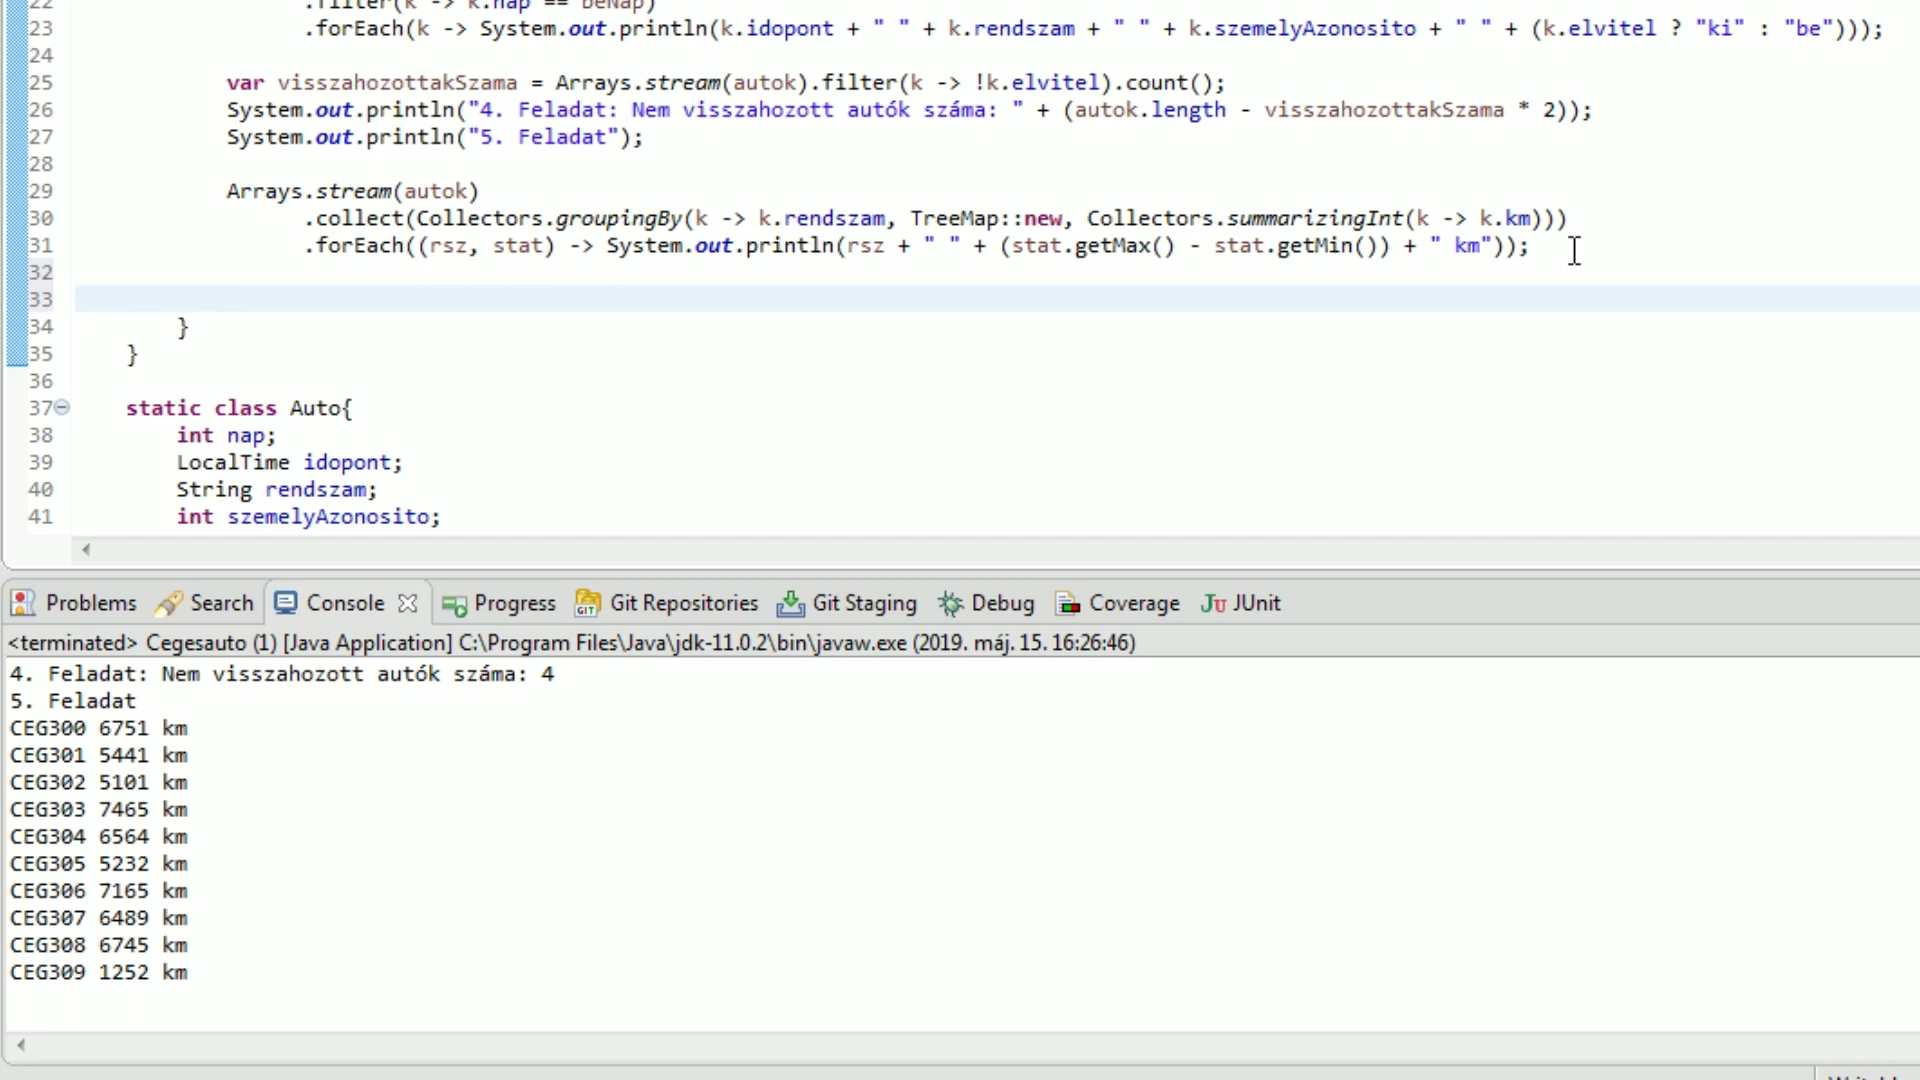 22 .filter(k -> k.nap == beNap)
23 .forEach(k -> System.out.println(k.idopont + " " + k.rendszam + " " + k.szemelyAzonosito + " " + (k.elvitel ? "ki" : "be")));
24
25 var visszahozottakSzama = Arrays.stream(autok).filter(k -> !k.elvitel).count();
26 System.out.println("4. Feladat: Nem visszahozott autók száma: " + (autok.length - visszahozottakSzama * 2));
27 System.out.println("5. Feladat");
28
29 Arrays.stream(autok)
30 .collect(Collectors.groupingBy(k -> k.rendszam, TreeMap::new, Collectors.summarizingInt(k -> k.km)))
31 .forEach((rsz, stat) -> System.out.println(rsz + " " + (stat.getMax() - stat.getMin()) + " km"));
32
33
34 }
35 }
36
37 static class Auto{
38 int nap;
39 LocalTime idopont;
40 String rendszam;
41 int szemelyAzonosito;
Problems Search Console Progress Git Repositories Git Staging Debug Coverage JUnit
<terminated> Cegesauto (1) [Java Application] C:\Program Files\Java\jdk-11.0.2\bin\javaw.exe (2019. máj. 15. 16:26:46)
4. Feladat: Nem visszahozott autók száma: 4
5. Feladat
CEG300 6751 km
CEG301 5441 km
CEG302 5101 km
CEG303 7465 km
CEG304 6564 km
CEG305 5232 km
CEG306 7165 km
CEG307 6489 km
CEG308 6745 km
CEG309 1252 km